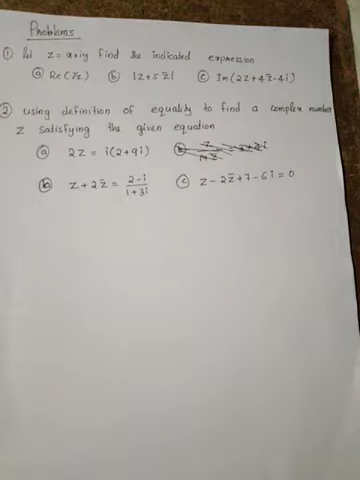 Problems
① let z = x+iy find the indicated expression
ⓐ Re(1/z) ⓑ |z+5z̄| ⓒ Im(2z+4z̄-4i)
② using definition of equality to find a complex number
z satisfying the given equation
ⓐ 2z = i(2+9i)
ⓑ z+2z̄ = (2-i)/(1+3i) ⓒ z-2z̄+7-6i=0